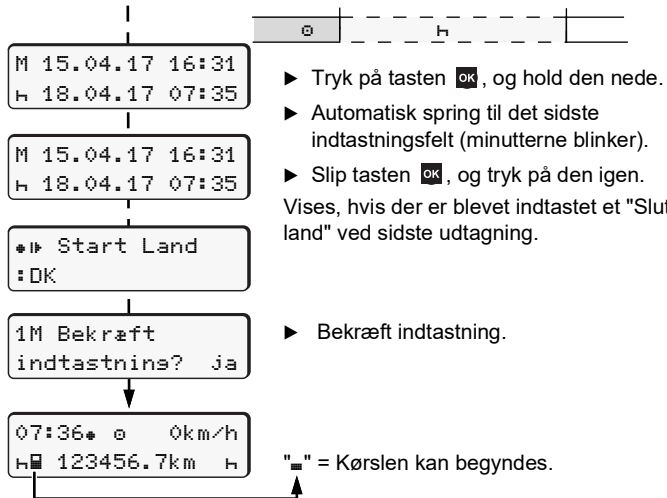 M 15.04.17 16:31
h 18.04.17 07:35
► Tryk på tasten OK, og hold den nede.
► Automatisk spring til det sidste
indtastningsfelt (minutterne blinker).
M 15.04.17 16:31
h 18.04.17 07:35
► Slip tasten OK, og tryk på den igen.
Vises, hvis der er blevet indtastet et "Slut
land" ved sidste udtagning.
Start Land
:DK
1M Bekræft
indtastning? ja
► Bekræft indtastning.
07:36 0km/h
h 123456.7km h
" " = Kørslen kan begyndes.